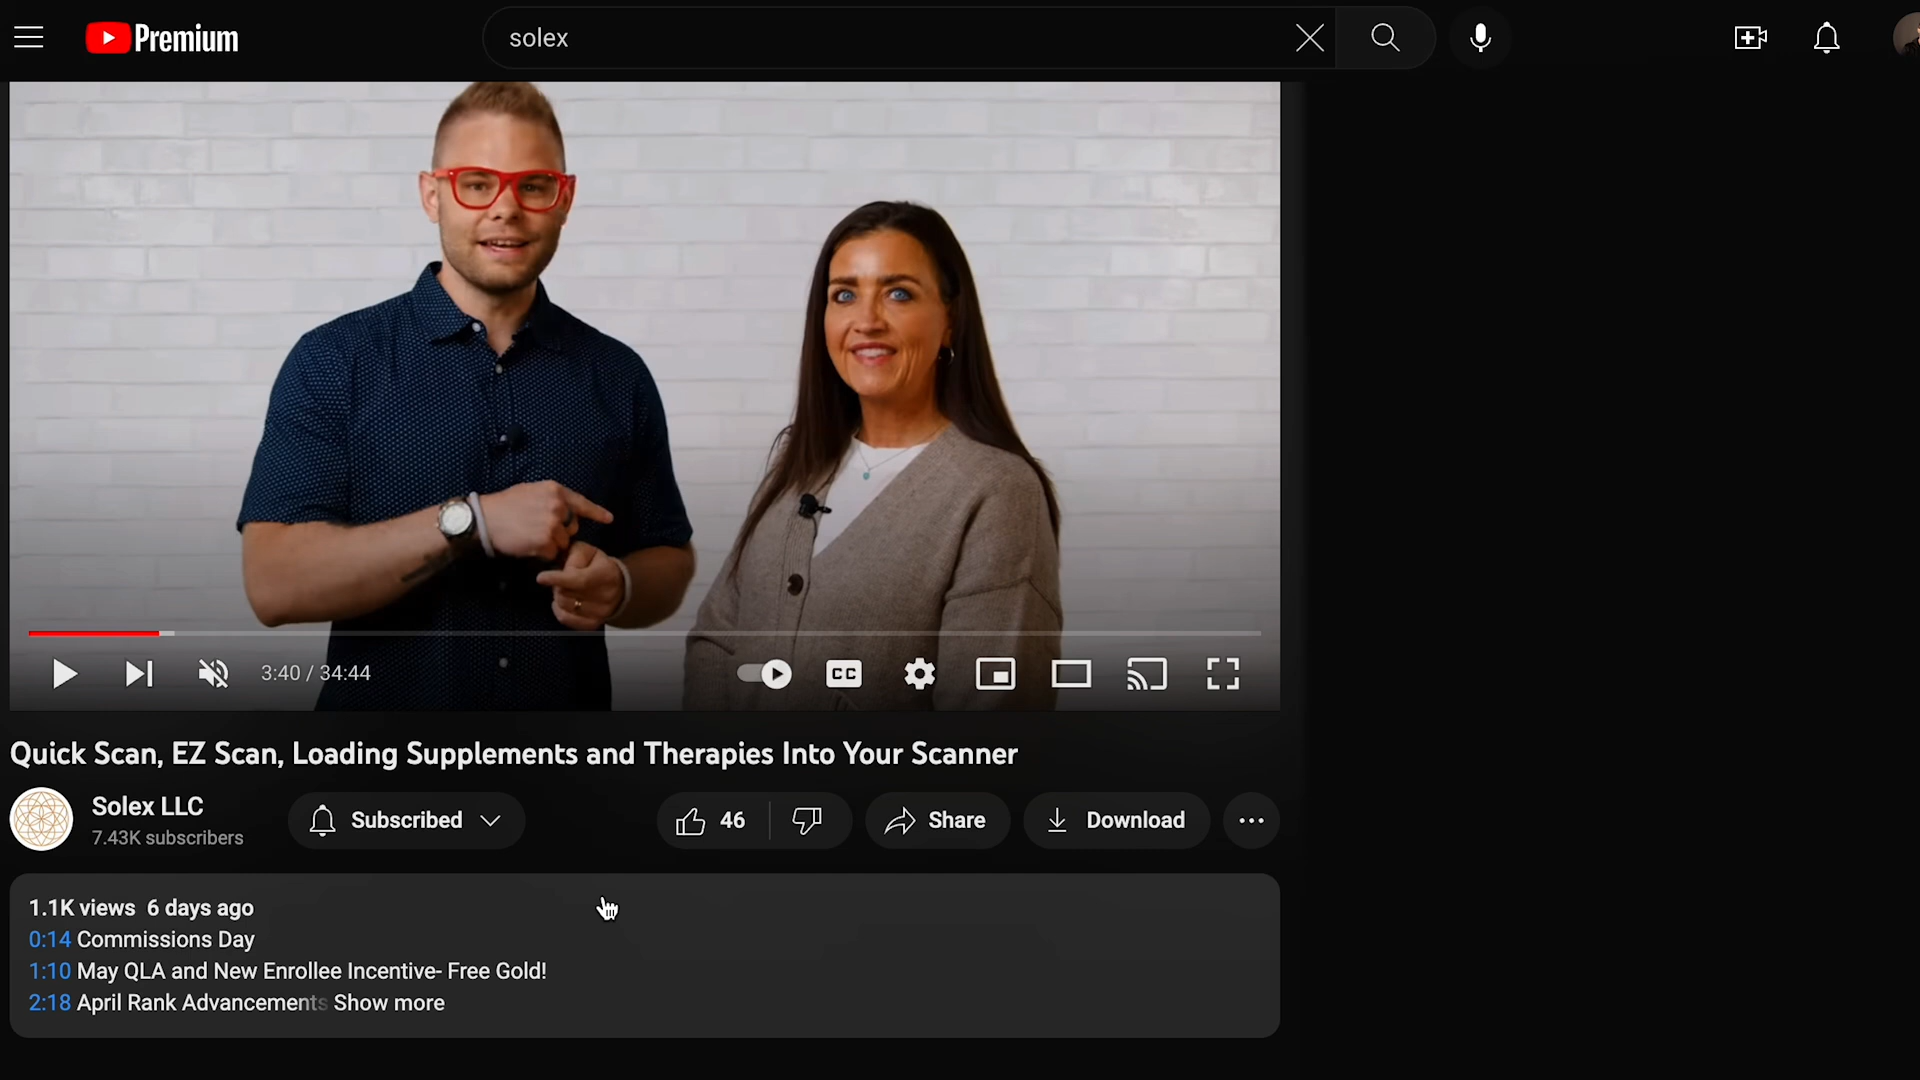 Premium
solex
3:40 / 34:44
CC
Quick Scan, EZ Scan, Loading Supplements and Therapies Into Your Scanner
Solex LLC
7.43K subscribers
Subscribed
46
Share
Download
1.1K views 6 days ago
0:14 Commissions Day
1:10 May QLA and New Enrollee Incentive- Free Gold!
2:18 April Rank Advancements Show more